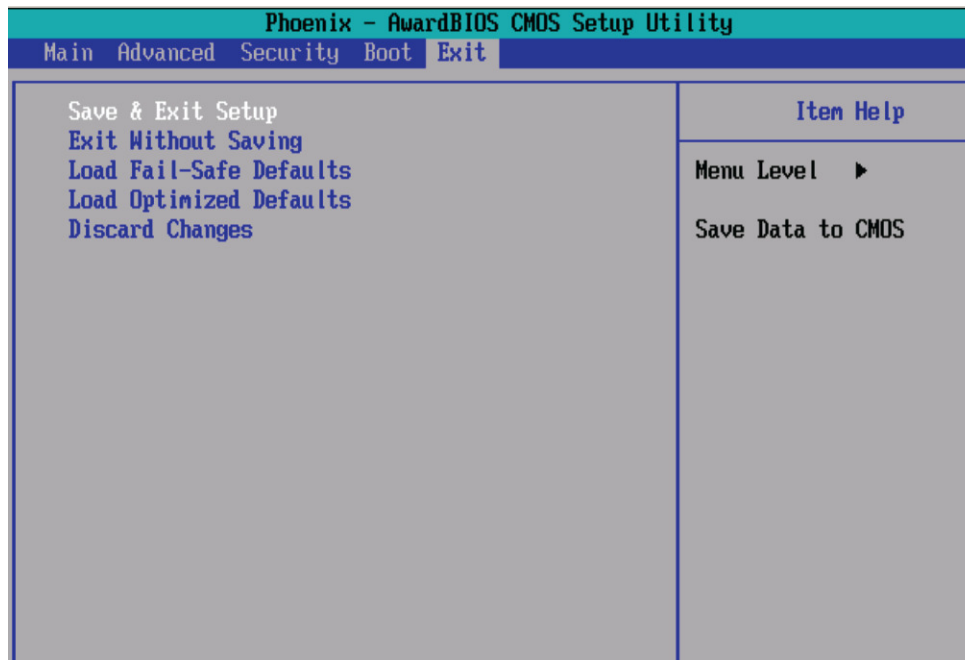 Phoenix - AwardBIOS CMOS Setup Utility
Main Advanced Security Boot Exit
Save & Exit Setup
Exit Without Saving
Load Fail-Safe Defaults
Load Optimized Defaults
Discard Changes
Item Help
Menu Level ▶
Save Data to CMOS